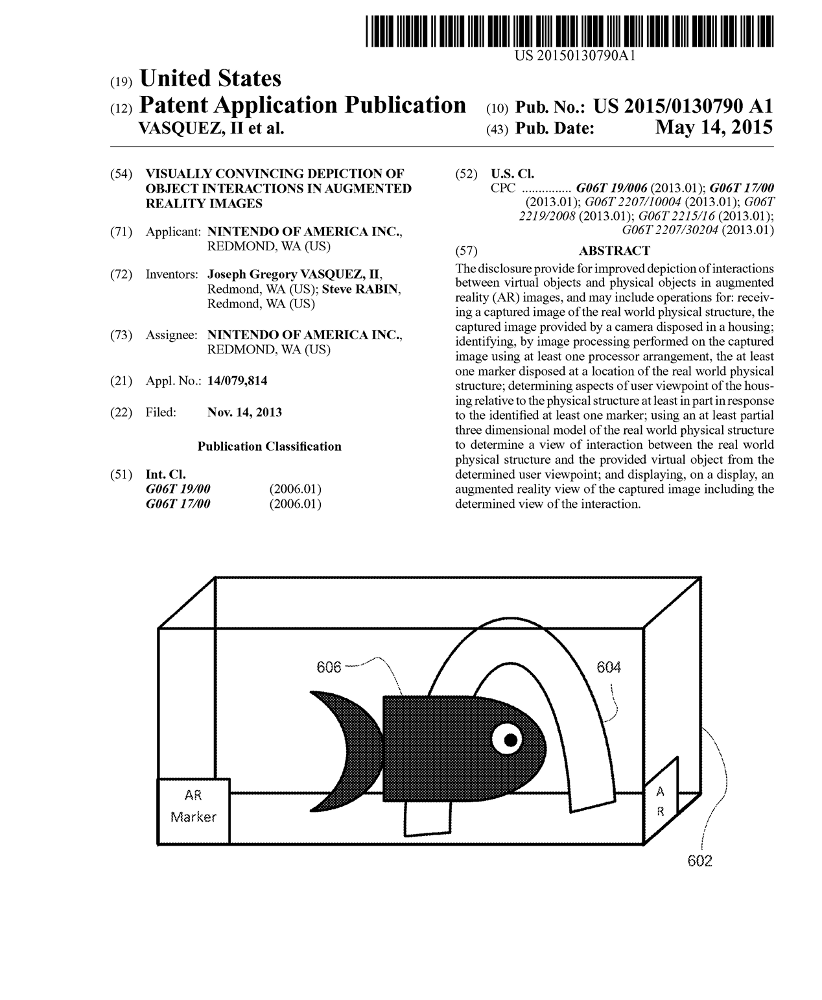 US 20150130790A1
(19) United States
(12) Patent Application Publication
VASQUEZ, II et al.
(10) Pub. No.: US 2015/0130790 A1
(43) Pub. Date: May 14, 2015
(54) VISUALLY CONVINCING DEPICTION OF
OBJECT INTERACTIONS IN AUGMENTED
REALITY IMAGES
(71) Applicant: NINTENDO OF AMERICA INC.,
REDMOND, WA (US)
(72) Inventors: Joseph Gregory VASQUEZ, II,
Redmond, WA (US); Steve RABIN,
Redmond, WA (US)
(73) Assignee: NINTENDO OF AMERICA INC.,
REDMOND, WA (US)
(21) Appl. No.: 14/079,814
(22) Filed: Nov. 14, 2013
Publication Classification
(51) Int. Cl.
G06T 19/00 (2006.01)
G06T 17/00 (2006.01)
(52) U.S. Cl.
CPC ............... G06T 19/006 (2013.01); G06T 17/00
(2013.01); G06T 2207/10004 (2013.01); G06T
2219/2008 (2013.01); G06T 2215/16 (2013.01);
G06T 2207/30204 (2013.01)
(57) ABSTRACT
The disclosure provide for improved depiction of interactions
between virtual objects and physical objects in augmented
reality (AR) images, and may include operations for: receiv-
ing a captured image of the real world physical structure, the
captured image provided by a camera disposed in a housing;
identifying, by image processing performed on the captured
image using at least one processor arrangement, the at least
one marker disposed at a location of the real world physical
structure; determining aspects of user viewpoint of the hous-
ing relative to the physical structure at least in part in response
to the identified at least one marker; using an at least partial
three dimensional model of the real world physical structure
to determine a view of interaction between the real world
physical structure and the provided virtual object from the
determined user viewpoint; and displaying, on a display, an
augmented reality view of the captured image including the
determined view of the interaction.
606
604
AR
Marker
A
R
602